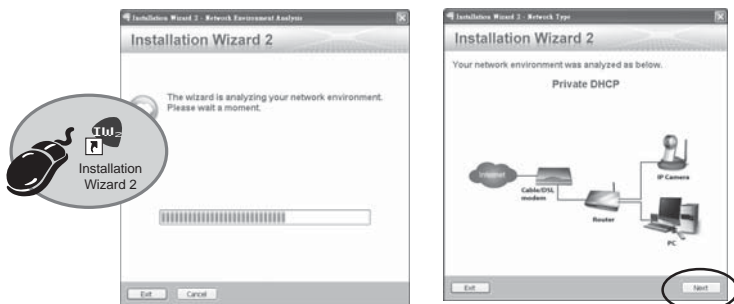 Installation Wizard 2 - Network Environment Analysis
Installation Wizard 2
The wizard is analyzing your network environment.
Please wait a moment.
IW2
Installation
Wizard 2
Exit
Cancel
Installation Wizard 2 - Network Type
Installation Wizard 2
Your network environment was analyzed as below.
Private DHCP
Internet
Cable/DSL
modem
Router
IP Camera
PC
Exit
Next